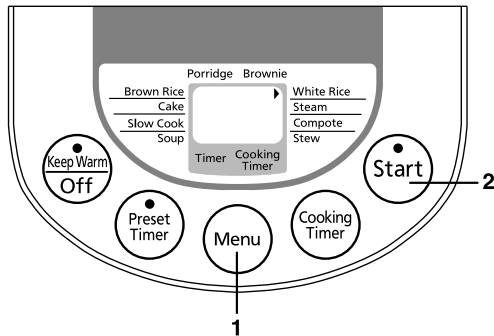 Porridge Brownie
Brown Rice White Rice
Cake Steam
Slow Cook Compote
Soup Stew
Timer Cooking
Timer
Keep Warm
Off
Start
2
Preset
Timer
Menu
Cooking
Timer
1